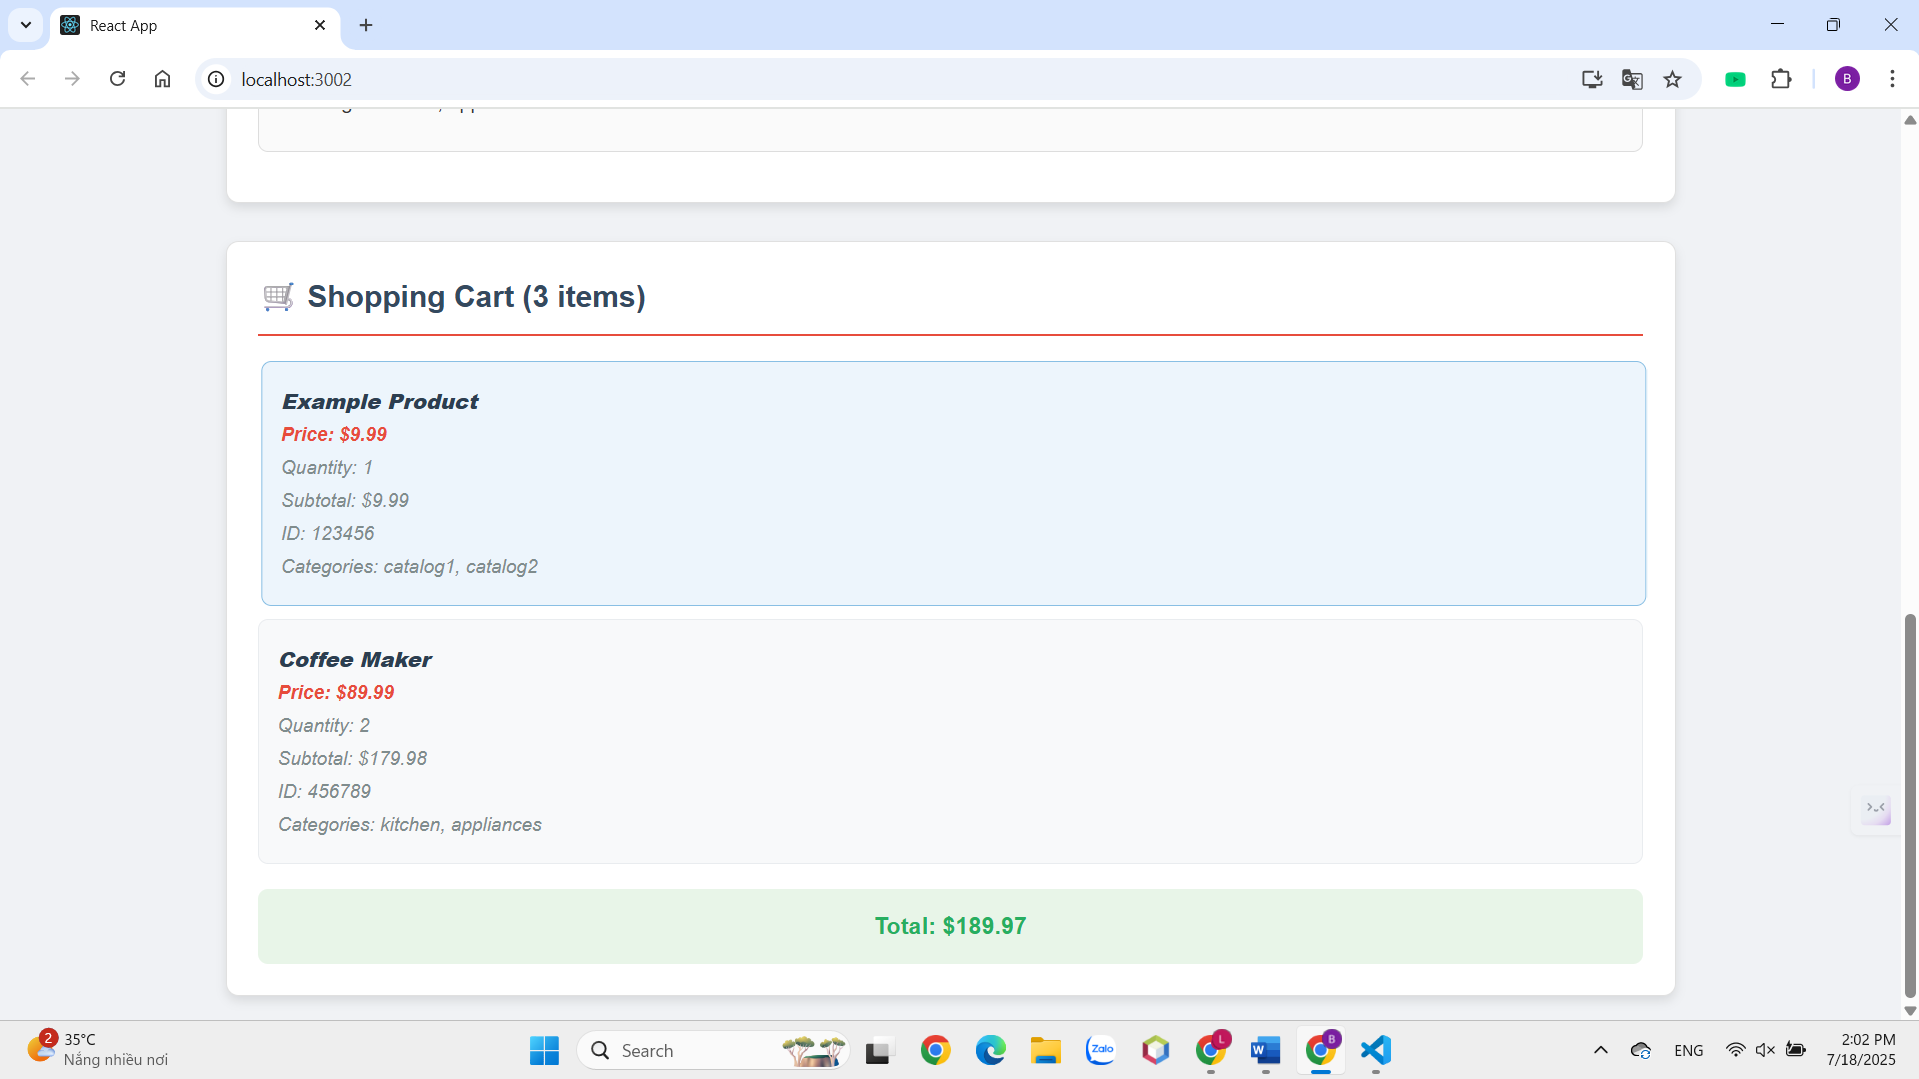 React App
localhost:3002
B
Shopping Cart (3 items)
Example Product
Price: $9.99
Quantity: 1
Subtotal: $9.99
ID: 123456
Categories: catalog1, catalog2
Coffee Maker
Price: $89.99
Quantity: 2
Subtotal: $179.98
ID: 456789
Categories: kitchen, appliances
Total: $189.97
2
35°C
Nắng nhiều nơi
Search
Zalo
L
W
B
ENG
2:02 PM
7/18/2025